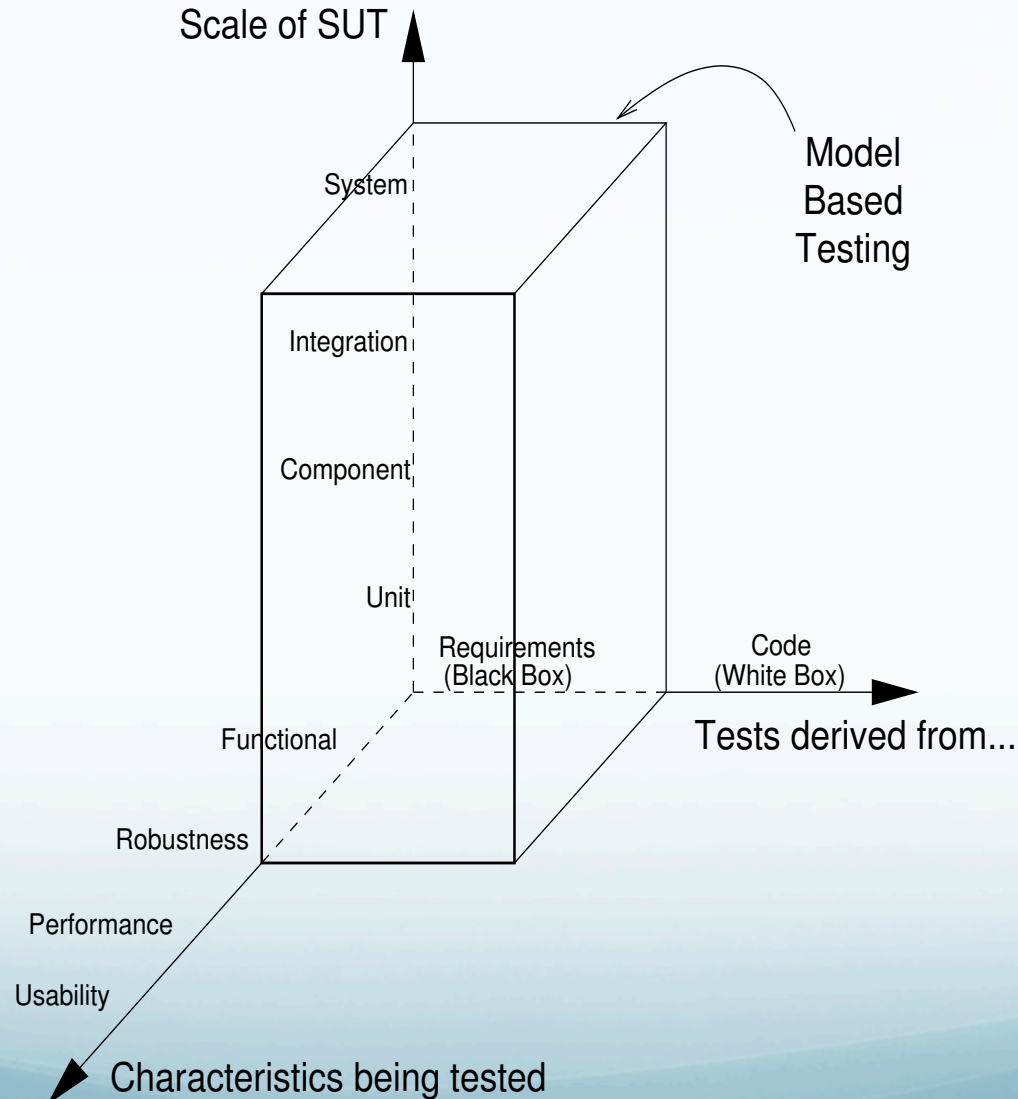 Scale of SUT
Model
Based
Testing
System
Integration
Component
Unit
Requirements
(Black Box)
Code
(White Box)
Tests derived from...
Functional
Robustness
Performance
Usability
Characteristics being tested